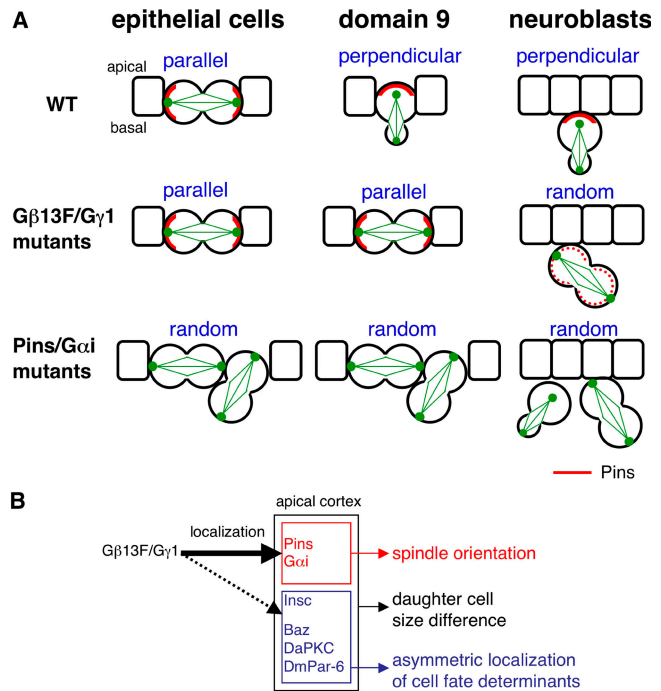 A
epithelial cells domain 9 neuroblasts
parallel perpendicular perpendicular
apical
WT
basal
parallel parallel random
Gβ13F/Gγ1
mutants
random random random
Pins/Gαi
mutants
Pins
B
apical cortex
localization
Gβ13F/Gγ1
Pins
Gαi
spindle orientation
Insc
daughter cell
size difference
Baz
DaPKC
DmPar-6
asymmetric localization
of cell fate determinants